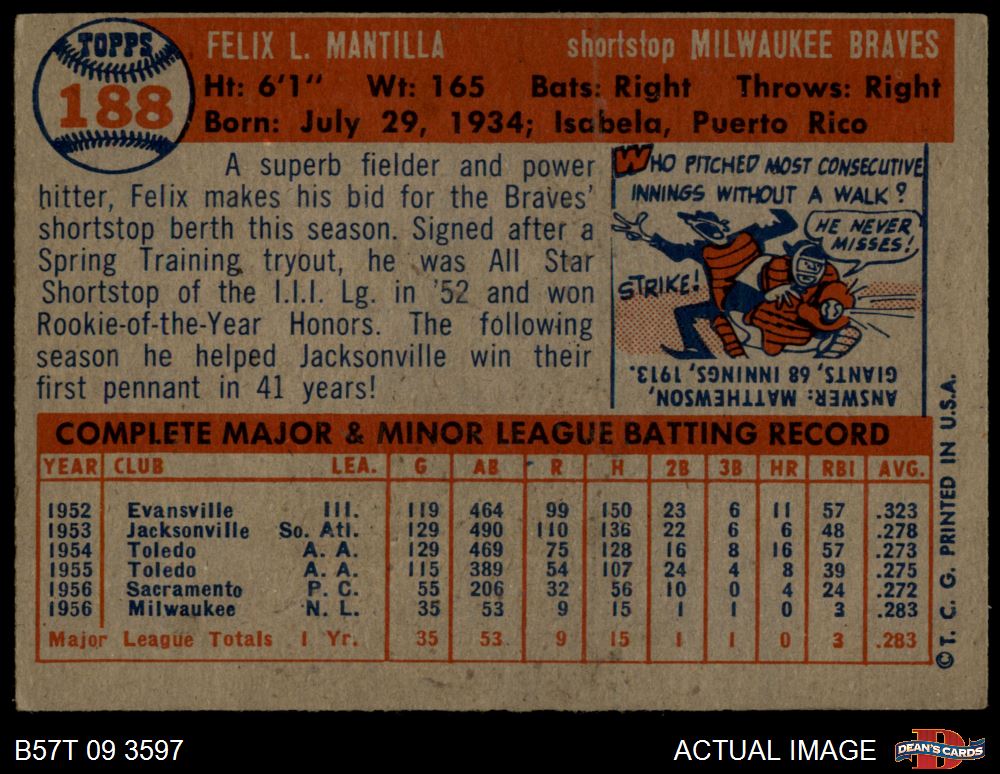 TOPPS
188
FELIX L. MANTILLA shortstop MILWAUKEE BRAVES
Ht: 6'1" Wt: 165 Bats: Right Throws: Right
Born: July 29, 1934; Isabela, Puerto Rico
A superb fielder and power
hitter, Felix makes his bid for the Braves'
shortstop berth this season. Signed after a
Spring Training tryout, he was All Star
Shortstop of the I.I.I. Lg. in '52 and won
Rookie-of-the-Year Honors. The following
season he helped Jacksonville win their
first pennant in 41 years!
WHO PITCHED MOST CONSECUTIVE
INNINGS WITHOUT A WALK?
HE NEVER
MISSES!
STRIKE!
ANSWER: MATTHEWSON,
GIANTS, 68 INNINGS, 1913.
COMPLETE MAJOR & MINOR LEAGUE BATTING RECORD
YEAR CLUB LEA. G AB R H 2B 3B HR RBI AVG.
1952 Evansville III. 119 464 99 150 23 6 11 57 .323
1953 Jacksonville So. Atl. 129 490 110 136 22 6 6 48 .278
1954 Toledo A. A. 129 469 75 128 16 8 16 57 .273
1955 Toledo A. A. 115 389 54 107 24 4 8 39 .275
1956 Sacramento P. C. 55 206 32 56 10 0 4 24 .272
1956 Milwaukee N. L. 35 53 9 15 1 1 0 3 .283
Major League Totals 1 Yr. 35 53 9 15 1 1 0 3 .283
© T. C. G. PRINTED IN U.S.A.
B57T 09 3597
ACTUAL IMAGE
DEAN'S CARDS